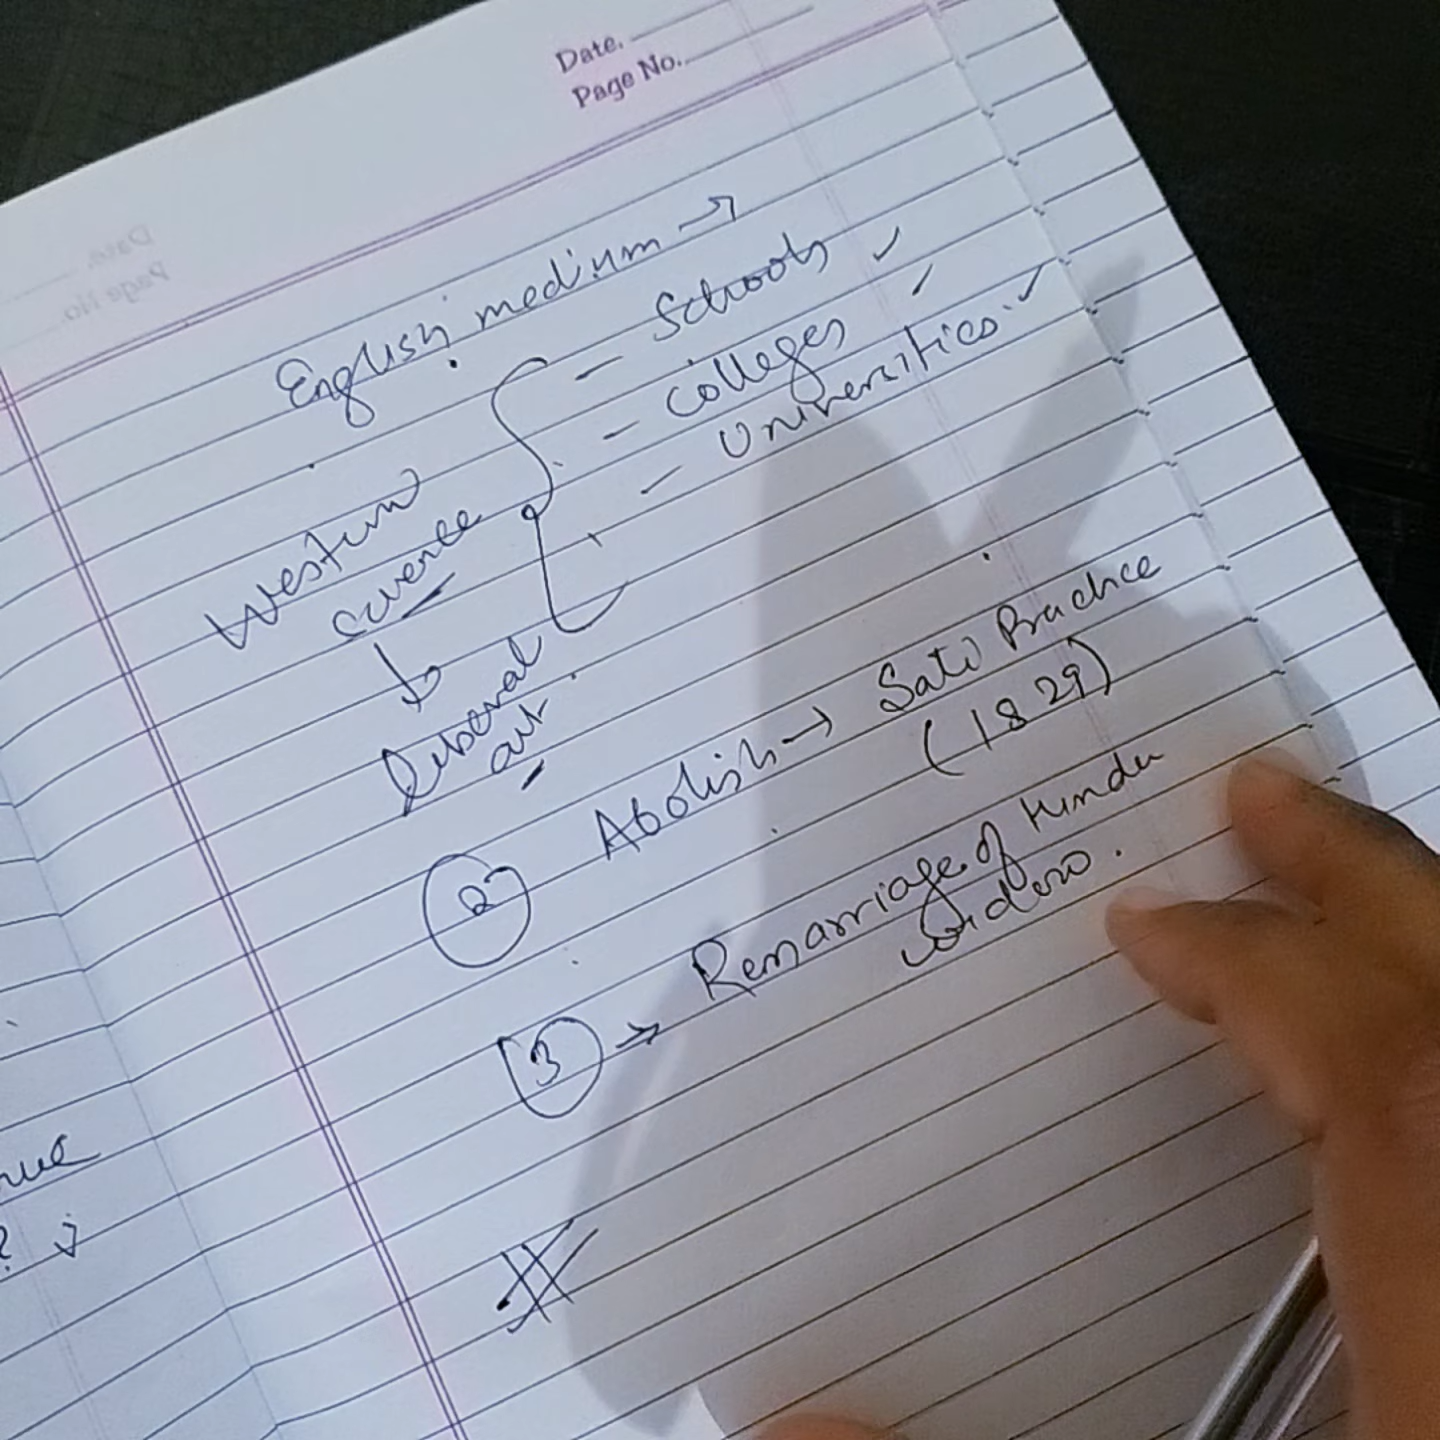 Date.
Page No.
English medium →
- Schools ✓
- colleges ✓
- Universities ✓
Western
science
↓
liberal
art
② Abolish → Sati Practice
(1829)
③ → Remarriage of Hindu
widow.
#
? ↓